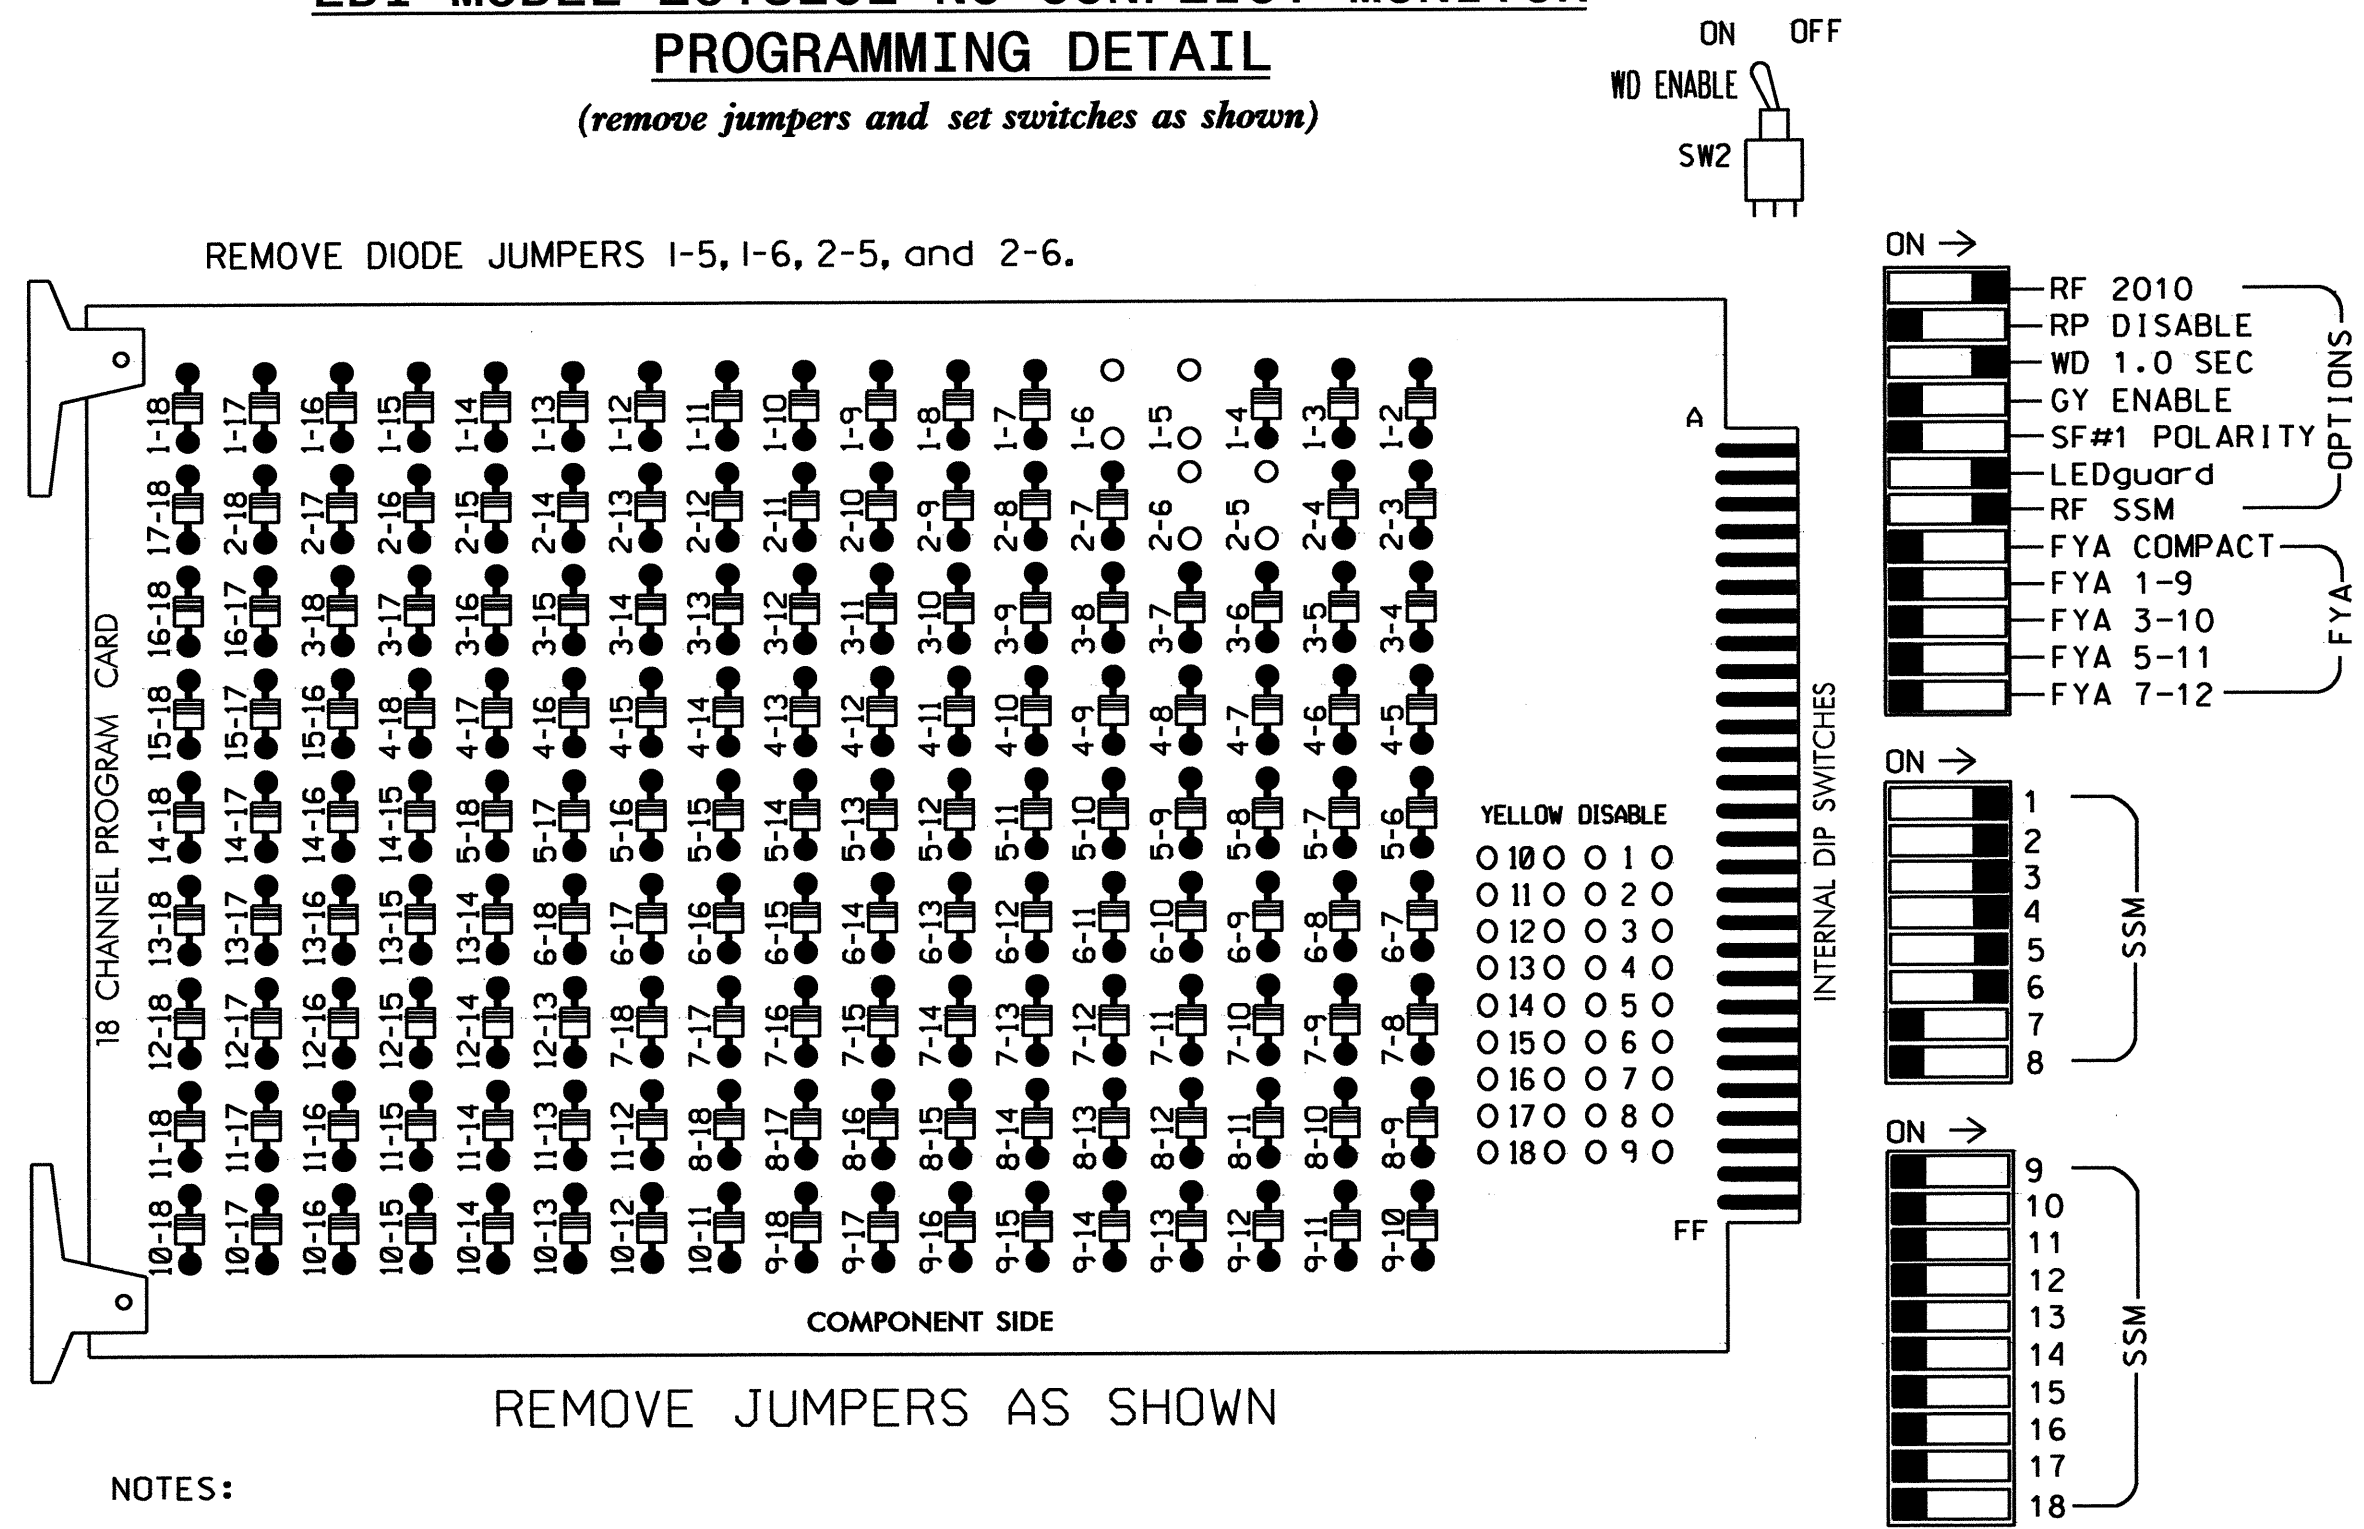 PROGRAMMING DETAIL
(remove jumpers and set switches as shown)
ON OFF
WD ENABLE
SW2
REMOVE DIODE JUMPERS 1-5, 1-6, 2-5, and 2-6.
18 CHANNEL PROGRAM CARD
1-18 1-17 1-16 1-15 1-14 1-13 1-12 1-11 1-10 1-9 1-8 1-7 1-6 1-5 1-4 1-3 1-2
17-18 2-18 2-17 2-16 2-15 2-14 2-13 2-12 2-11 2-10 2-9 2-8 2-7 2-6 2-5 2-4 2-3
16-18 16-17 3-18 3-17 3-16 3-15 3-14 3-13 3-12 3-11 3-10 3-9 3-8 3-7 3-6 3-5 3-4
15-18 15-17 15-16 4-18 4-17 4-16 4-15 4-14 4-13 4-12 4-11 4-10 4-9 4-8 4-7 4-6 4-5
14-18 14-17 14-16 14-15 5-18 5-17 5-16 5-15 5-14 5-13 5-12 5-11 5-10 5-9 5-8 5-7 5-6
13-18 13-17 13-16 13-15 13-14 6-18 6-17 6-16 6-15 6-14 6-13 6-12 6-11 6-10 6-9 6-8 6-7
12-18 12-17 12-16 12-15 12-14 12-13 7-18 7-17 7-16 7-15 7-14 7-13 7-12 7-11 7-10 7-9 7-8
11-18 11-17 11-16 11-15 11-14 11-13 11-12 8-18 8-17 8-16 8-15 8-14 8-13 8-12 8-11 8-10 8-9
10-18 10-17 10-16 10-15 10-14 10-13 10-12 10-11 9-18 9-17 9-16 9-15 9-14 9-13 9-12 9-11 9-10
YELLOW DISABLE
10 1
11 2
12 3
13 4
14 5
15 6
16 7
17 8
18 9
A
FF
COMPONENT SIDE
INTERNAL DIP SWITCHES
ON
RF 2010
RP DISABLE
WD 1.0 SEC
GY ENABLE
SF#1 POLARITY
LEDguard
RF SSM
OPTIONS
FYA COMPACT
FYA 1-9
FYA 3-10
FYA 5-11
FYA 7-12
FYA
ON
1
2
3
4
5
6
7
8
SSM
ON
9
10
11
12
13
14
15
16
17
18
SSM
REMOVE JUMPERS AS SHOWN
NOTES: